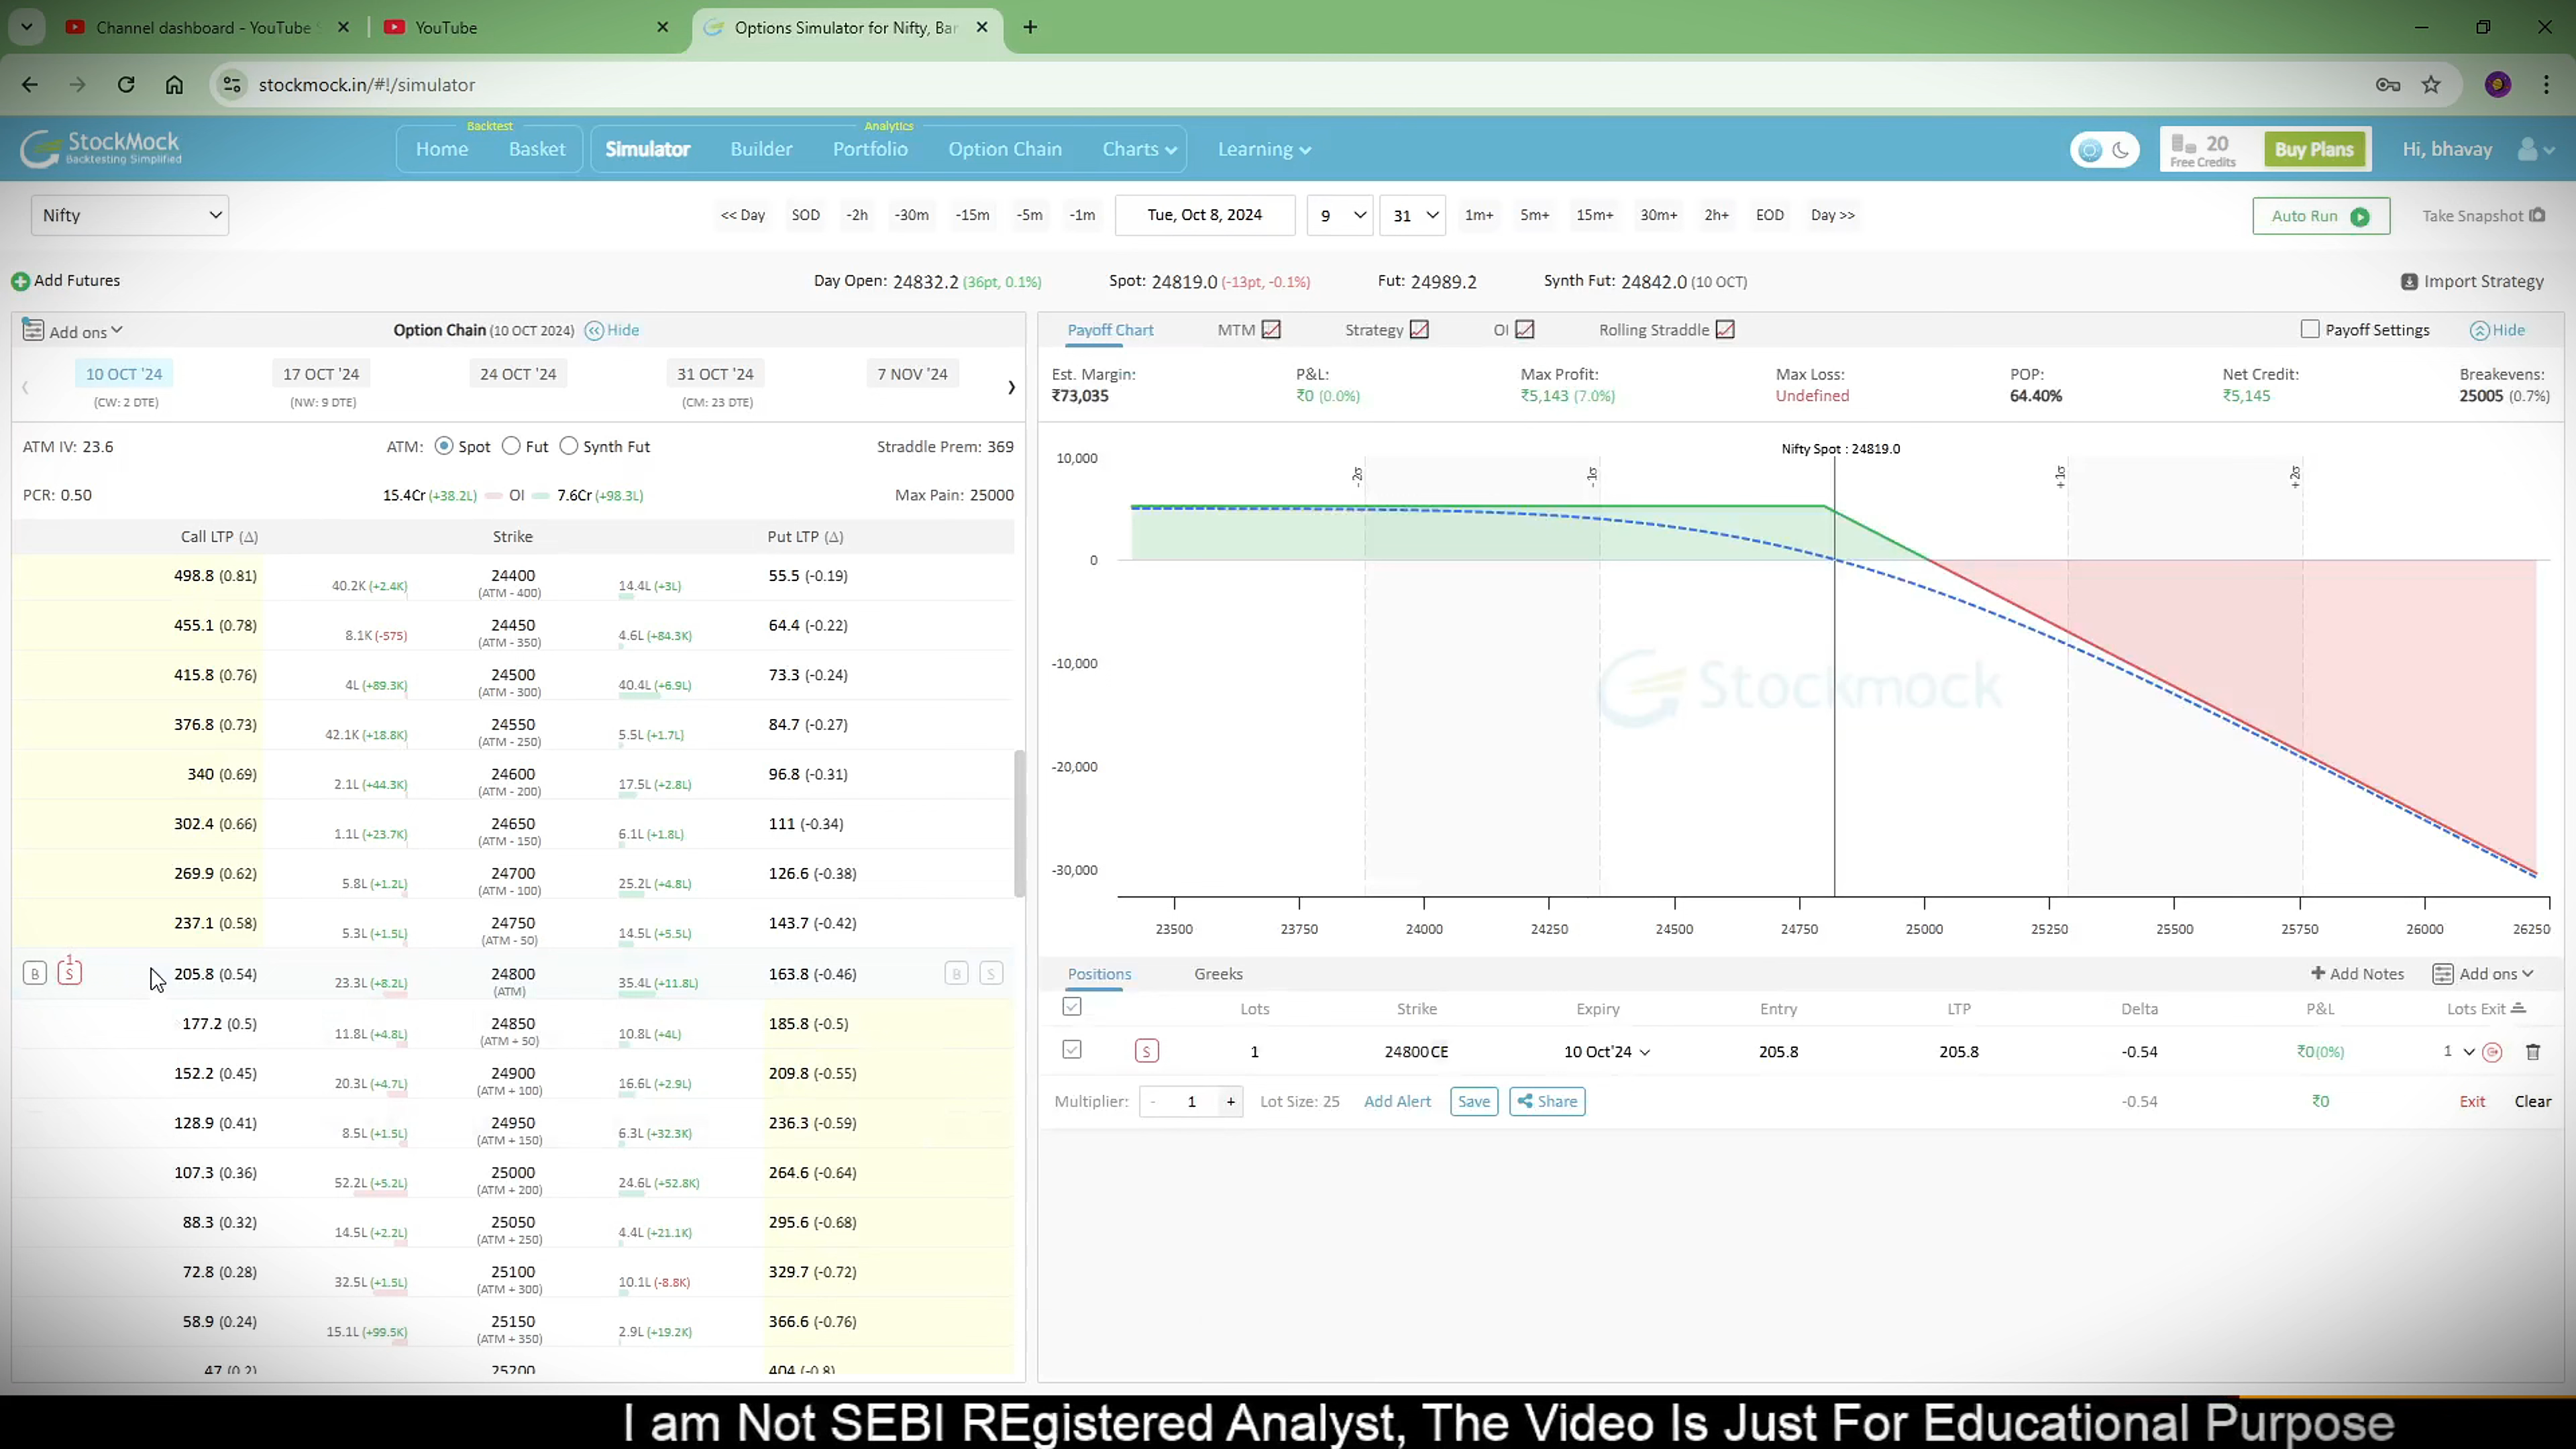 Channel dashboard - YouTube S
YouTube
Options Simulator for Nifty, Ban
stockmock.in/#!/simulator
StockMock
Backtesting Simplified
Backtest
Home Basket
Analytics
Simulator Builder Portfolio Option Chain Charts
Learning
20
Free Credits
Buy Plans
Hi, bhavay
Nifty
<< Day SOD -2h -30m -15m -5m -1m Tue, Oct 8, 2024 9 31 1m+ 5m+ 15m+ 30m+ 2h+ EOD Day >>
Auto Run
Take Snapshot
Add Futures
Day Open: 24832.2 (36pt, 0.1%) Spot: 24819.0 (-13pt, -0.1%) Fut: 24989.2 Synth Fut: 24842.0 (10 OCT)
Import Strategy
Add ons Option Chain (10 OCT 2024) Hide
10 OCT '24 17 OCT '24 24 OCT '24 31 OCT '24 7 NOV '24
(CW: 2 DTE) (NW: 9 DTE) (CM: 23 DTE)
ATM IV: 23.6 ATM: Spot Fut Synth Fut Straddle Prem: 369
PCR: 0.50 15.4Cr (+38.2L) OI 7.6Cr (+98.3L) Max Pain: 25000
Call LTP (Δ) Strike Put LTP (Δ)
498.8 (0.81) 40.2K (+2.4K) 24400 14.4L (+3L) 55.5 (-0.19)
(ATM - 400)
455.1 (0.78) 8.1K (-575) 24450 4.6L (+84.3K) 64.4 (-0.22)
(ATM - 350)
415.8 (0.76) 4L (+89.3K) 24500 40.4L (+6.9L) 73.3 (-0.24)
(ATM - 300)
376.8 (0.73) 42.1K (+18.8K) 24550 5.5L (+1.7L) 84.7 (-0.27)
(ATM - 250)
340 (0.69) 2.1L (+44.3K) 24600 17.5L (+2.8L) 96.8 (-0.31)
(ATM - 200)
302.4 (0.66) 1.1L (+23.7K) 24650 6.1L (+1.8L) 111 (-0.34)
(ATM - 150)
269.9 (0.62) 5.8L (+1.2L) 24700 25.2L (+4.8L) 126.6 (-0.38)
(ATM - 100)
237.1 (0.58) 5.3L (+1.5L) 24750 14.5L (+5.5L) 143.7 (-0.42)
(ATM - 50)
B 1 S 205.8 (0.54) 23.3L (+8.2L) 24800 35.4L (+11.8L) 163.8 (-0.46) B S
(ATM)
177.2 (0.5) 11.8L (+4.8L) 24850 10.8L (+4L) 185.8 (-0.5)
(ATM + 50)
152.2 (0.45) 20.3L (+4.7L) 24900 16.6L (+2.9L) 209.8 (-0.55)
(ATM + 100)
128.9 (0.41) 8.5L (+1.5L) 24950 6.3L (+32.3K) 236.3 (-0.59)
(ATM + 150)
107.3 (0.36) 52.2L (+5.2L) 25000 24.6L (+52.8K) 264.6 (-0.64)
(ATM + 200)
88.3 (0.32) 14.5L (+2.2L) 25050 4.4L (+21.1K) 295.6 (-0.68)
(ATM + 250)
72.8 (0.28) 32.5L (+1.5L) 25100 10.1L (-8.8K) 329.7 (-0.72)
(ATM + 300)
58.9 (0.24) 15.1L (+99.5K) 25150 2.9L (+19.2K) 366.6 (-0.76)
(ATM + 350)
47 (0.2) 25200 404 (-0.8)
Payoff Chart MTM Strategy OI Rolling Straddle Payoff Settings Hide
Est. Margin: P&L: Max Profit: Max Loss: POP: Net Credit: Breakevens:
₹73,035 ₹0 (0.0%) ₹5,143 (7.0%) Undefined 64.40% ₹5,145 25005 (0.7%)
Nifty Spot : 24819.0
-2σ -1σ +1σ +2σ
10,000
0
-10,000
-20,000
-30,000
Stockmock
23500 23750 24000 24250 24500 24750 25000 25250 25500 25750 26000 26250
Positions Greeks Add Notes Add ons
Lots Strike Expiry Entry LTP Delta P&L Lots Exit
S 1 24800CE 10 Oct'24 205.8 205.8 -0.54 ₹0(0%) 1
Multiplier: - 1 + Lot Size: 25 Add Alert Save Share -0.54 ₹0 Exit Clear
I am Not SEBI REgistered Analyst, The Video Is Just For Educational Purpose